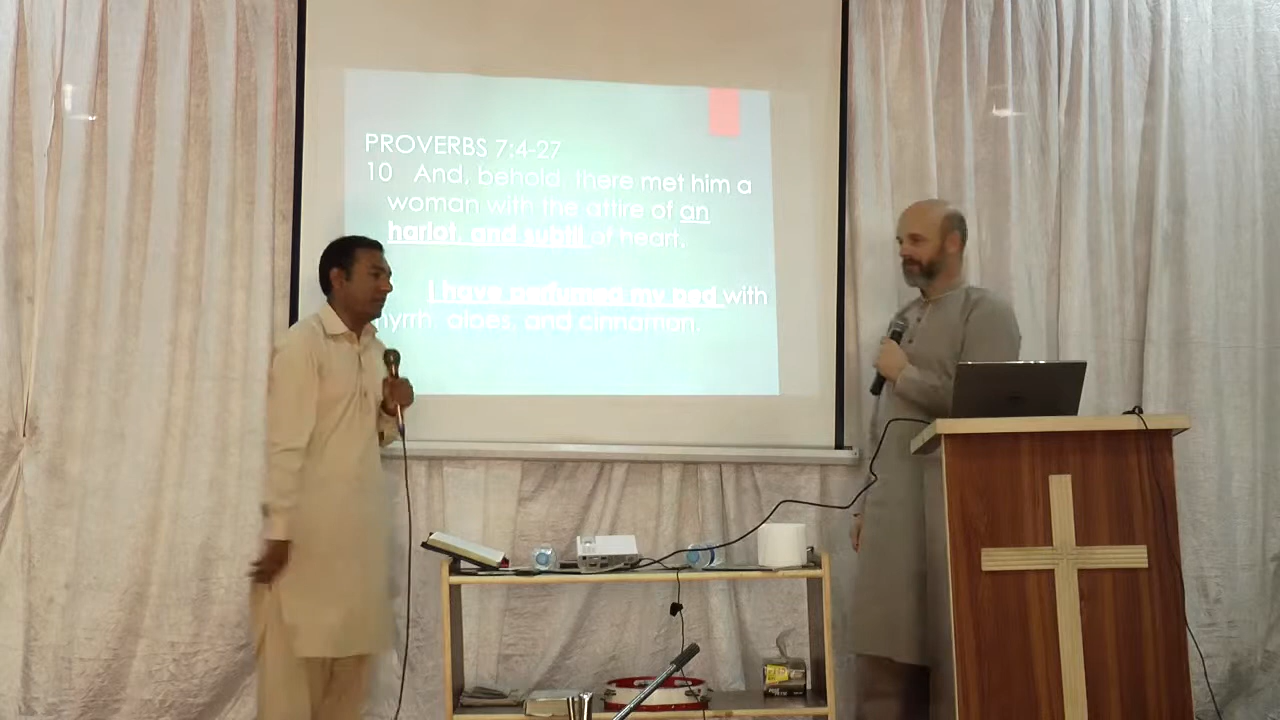 PROVERBS 7:4-27
10 And, behold, there met him a
woman with the attire of an
harlot, and subtil of heart.
I have perfumed my bed with
myrrh, aloes, and cinnamon.